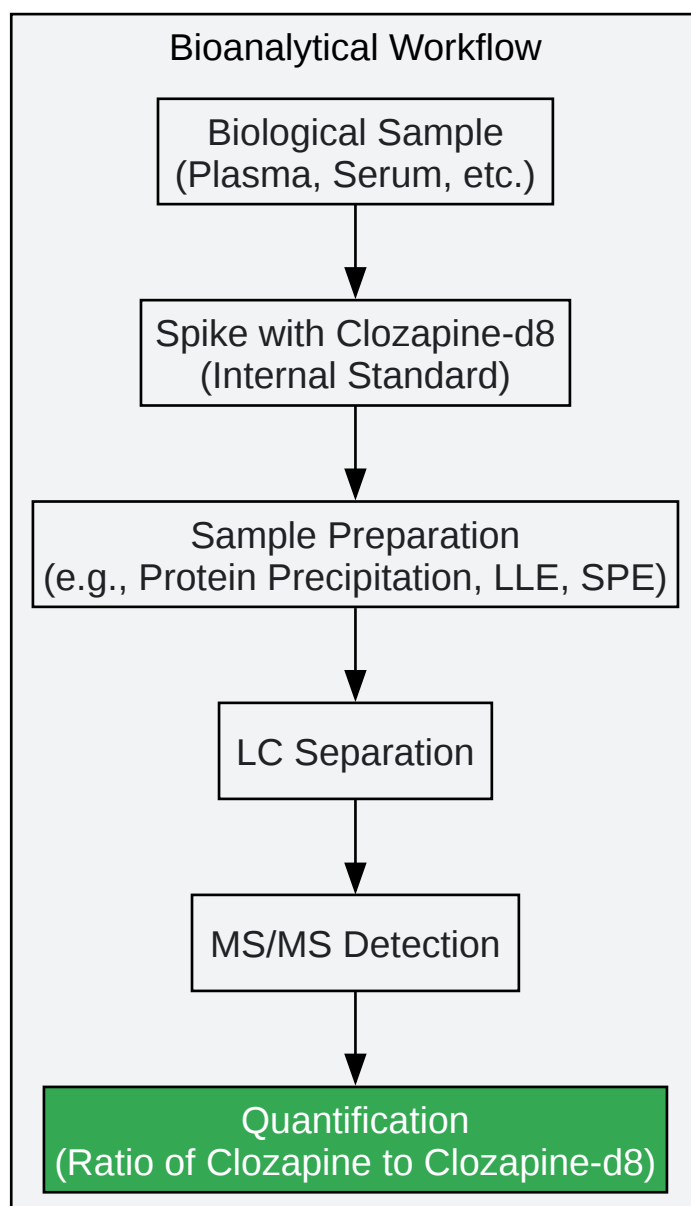 Bioanalytical Workflow
Biological Sample
(Plasma, Serum, etc.)
Spike with Clozapine-d8
(Internal Standard)
Sample Preparation
(e.g., Protein Precipitation, LLE, SPE)
LC Separation
MS/MS Detection
Quantification
(Ratio of Clozapine to Clozapine-d8)